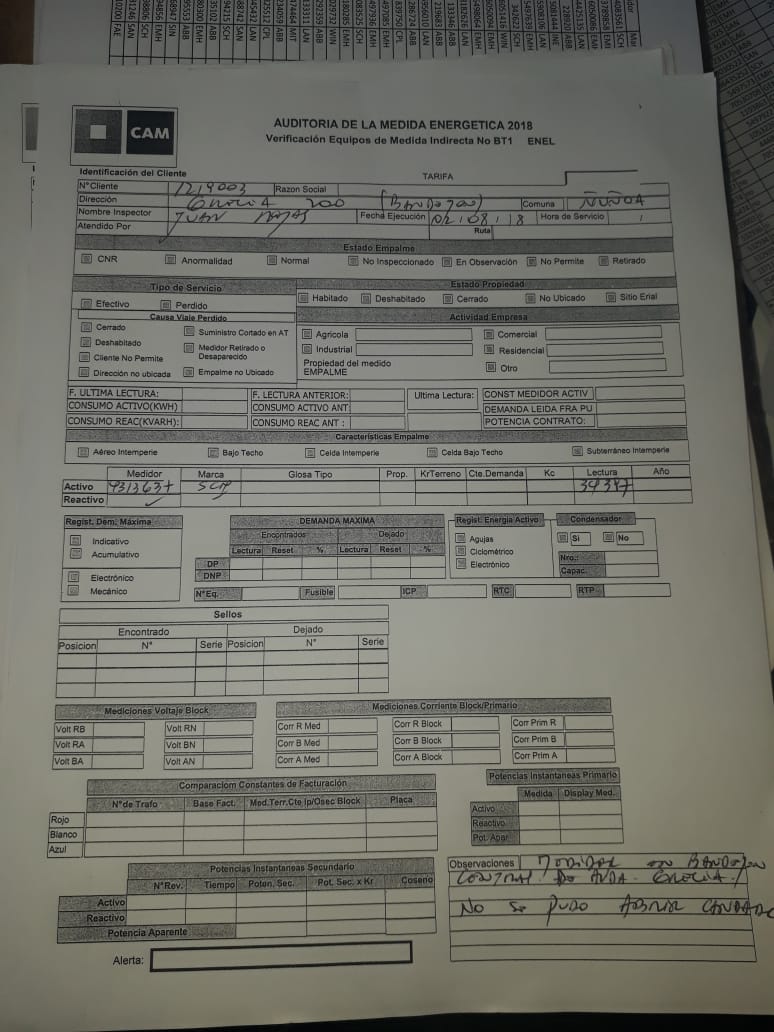 CAM
AUDITORIA DE LA MEDIDA ENERGETICA 2018
Verificación Equipos de Medida Indirecta No BT1 ENEL
Identificación del Cliente TARIFA
N°Cliente 1219003 Razon Social
Dirección Grecia 200 (Bandejon) Comuna Ñuñoa
Nombre Inspector Juan Fecha Ejecución 02/08/18 Hora de Servicio /
Atendido Por Ruta
Estado Empalme
CNR Anormalidad Normal No Inspeccionado En Observación No Permite Retirado
Tipo de Servicio Estado Propiedad
Efectivo Perdido Habitado Deshabitado Cerrado No Ubicado Sitio Erial
Causa Viaje Perdido Actividad Empresa
Cerrado Suministro Cortado en AT Agrícola Comercial
Deshabitado Medidor Retirado o Desaparecido Industrial Residencial
Cliente No Permite Propiedad del medido EMPALME Otro
Dirección no ubicada Empalme no Ubicado
F. ULTIMA LECTURA: F. LECTURA ANTERIOR: Ultima Lectura: CONST MEDIDOR ACTIV
CONSUMO ACTIVO(KWH) CONSUMO ACTIVO ANT: DEMANDA LEIDA FRA PU
CONSUMO REAC(KVARH): CONSUMO REAC ANT : POTENCIA CONTRATO:
Características Empalme
Aéreo Intemperie Bajo Techo Celda Intemperie Celda Bajo Techo Subterráneo Intemperie
Medidor Marca Glosa Tipo Prop. KrTerreno Cte.Demanda Kc Lectura Año
Activo 9313637 34347
Reactivo
Regist. Dem. Máxima DEMANDA MAXIMA Regist. Energia Activo Condensador
Indicativo Encontrados Dejado Agujas Si No
Acumulativo Lectura Reset % Lectura Reset % Ciclométrico Nro.:
DP Electrónico Capac.
Electrónico DNP
Mecánico N°Eq. Fusible ICP RTC RTP
Sellos
Encontrado Dejado
Posicion N° Serie Posicion N° Serie
Mediciones Voltaje Block Mediciones Corriente Block/Primario
Volt RB Volt RN Corr R Med Corr R Block Corr Prim R
Volt RA Volt BN Corr B Med Corr B Block Corr Prim B
Volt BA Volt AN Corr A Med Corr A Block Corr Prim A
Comparaciom Constantes de Facturación Potencias Instantaneas Primario
N°de Trafo Base Fact. Med.Terr.Cte Ip/Osec Block Placa Medida Display Med.
Rojo Activo
Blanco Reactivo
Azul Pot. Apar.
Potencias Instantaneas Secundario
N°Rev. Tiempo Poten. Sec. Pot. Sec. x Kr Coseno
Activo
Reactivo
Potencia Aparente
Observaciones Medidor en Bandejon
Central de Avda. Grecia /
No se pudo abrir candado
Alerta: